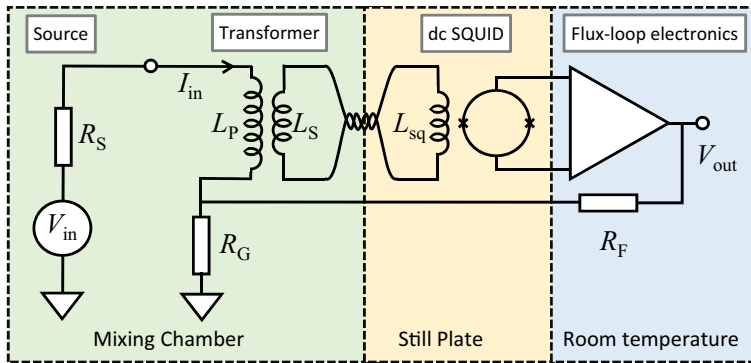 Source
Transformer
dc SQUID
Flux-loop electronics
I_in
R_S
L_P
L_S
L_sq
V_out
V_in
R_G
R_F
Mixing Chamber
Still Plate
Room temperature